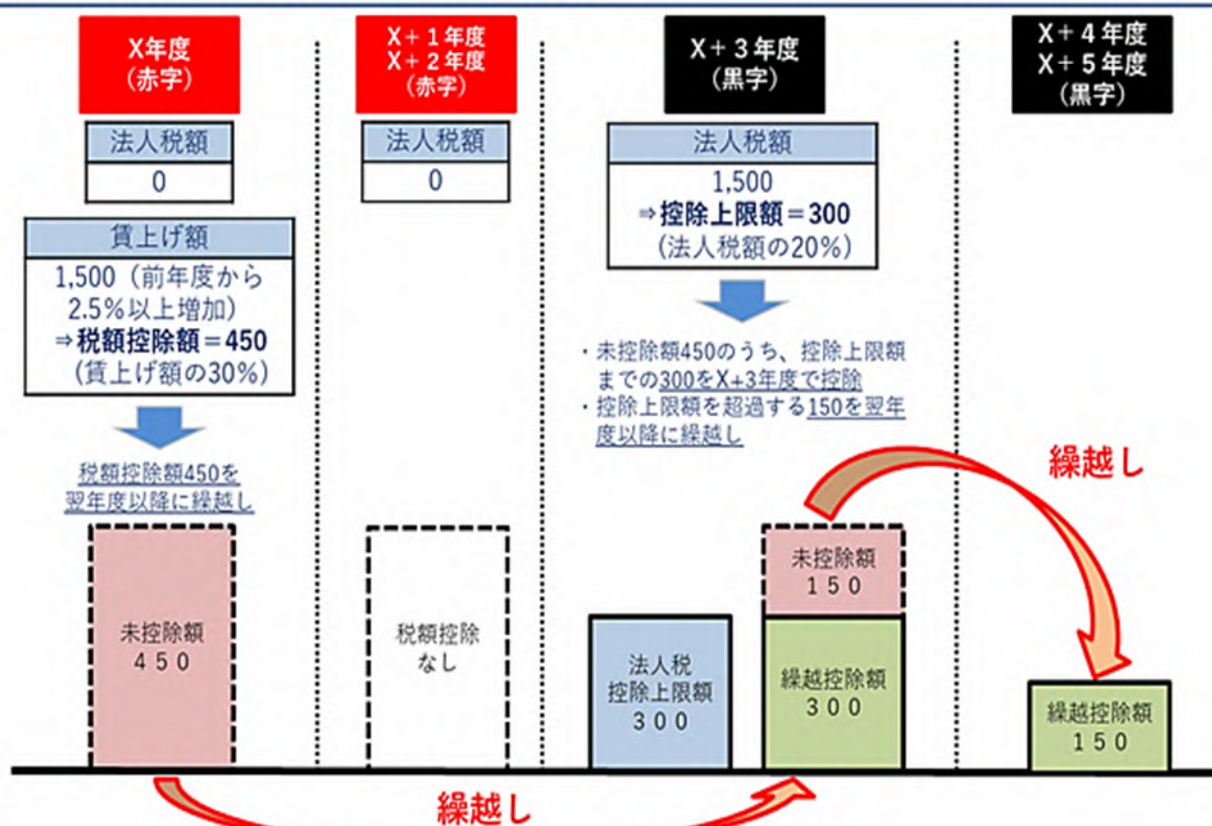 X年度
（赤字）
法人税額
0
賃上げ額
1,500（前年度から
2.5％以上増加）
⇒税額控除額＝450
（賃上げ額の30％）
税額控除額450を
翌年度以降に繰越し
未控除額
４５０
X＋１年度
X＋２年度
（赤字）
法人税額
0
税額控除
なし
X＋３年度
（黒字）
法人税額
1,500
⇒控除上限額＝300
（法人税額の20％）
・未控除額450のうち、控除上限額
までの300をX+3年度で控除
・控除上限額を超過する150を翌年
度以降に繰越し
法人税
控除上限額
３００
未控除額
１５０
繰越控除額
３００
X＋４年度
X＋５年度
（黒字）
繰越し
繰越控除額
１５０
繰越し